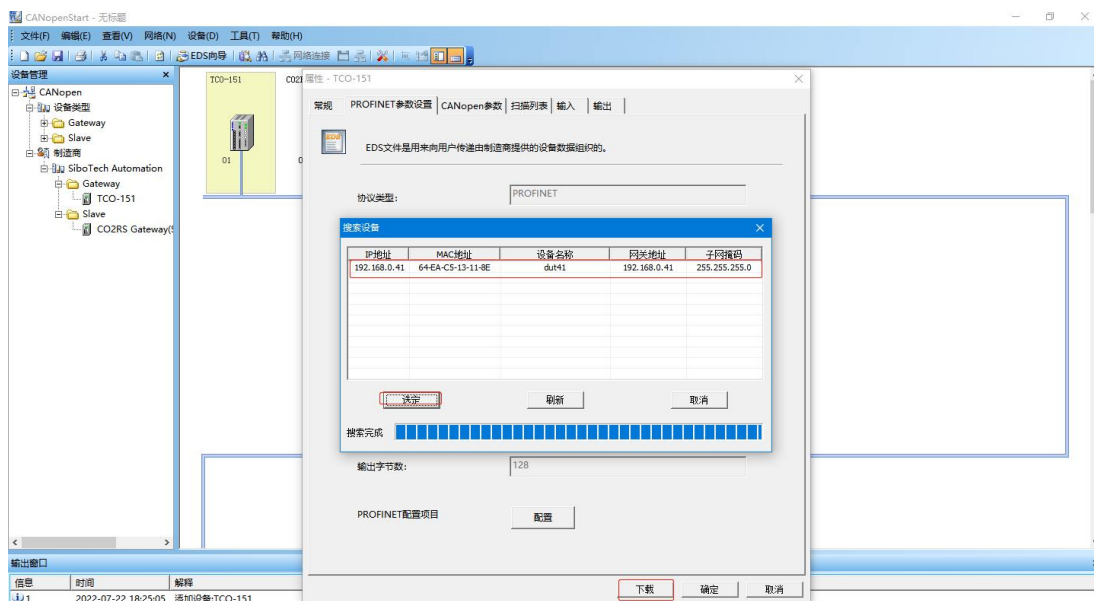 CANopenStart - 无标题
文件(F) 编辑(E) 查看(V) 网络(N) 设备(D) 工具(T) 帮助(H)
EDS向导 网络连接
设备管理
CANopen
设备类型
Gateway
Slave
制造商
SiboTech Automation
Gateway
TCO-151
Slave
CO2RS Gateway(
TCO-151
01
属性 - TCO-151
常规 PROFINET参数设置 CANopen参数 扫描列表 输入 输出
EDS文件是用来向用户传递由制造商提供的设备数据组织的。
协议类型: PROFINET
搜索设备
IP地址 MAC地址 设备名称 网关地址 子网掩码
192.168.0.41 64-EA-C5-13-11-8E dut41 192.168.0.41 255.255.255.0
选定 刷新 取消
搜索完成
输出字节数: 128
PROFINET配置项目 配置
下载 确定 取消
输出窗口
信息 时间 解释
1 2022-07-22 18:25:05 添加设备:TCO-151